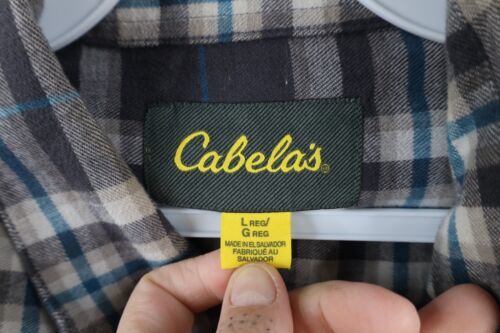 Cabela's®
L REG/
G REG
MADE IN EL SALVADOR
FABRIQUÉ AU
SALVADOR